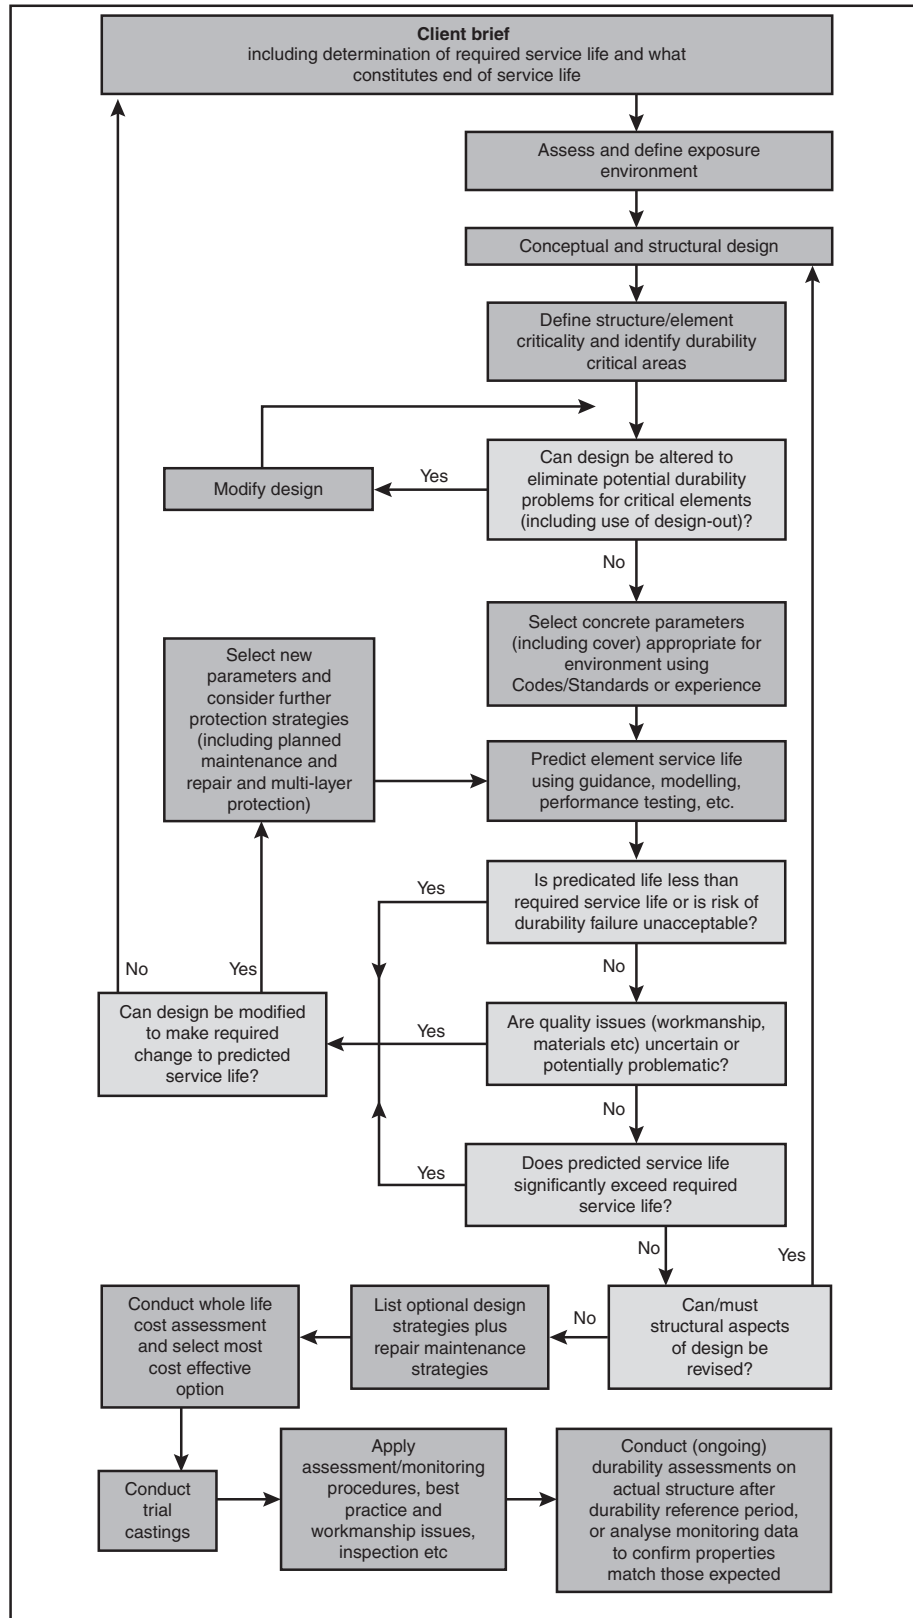 Client brief
including determination of required service life and what
constitutes end of service life
Assess and define exposure
environment
Conceptual and structural design
Define structure/element
criticality and identify durability
critical areas
Can design be altered to
eliminate potential durability
problems for critical elements
(including use of design-out)?
Yes
Modify design
No
Select concrete parameters
(including cover) appropriate for
environment using
Codes/Standards or experience
Select new
parameters and
consider further
protection strategies
(including planned
maintenance and
repair and multi-layer
protection)
Predict element service life
using guidance, modelling,
performance testing, etc.
Is predicated life less than
required service life or is risk of
durability failure unacceptable?
Yes
No
No
Yes
Can design be modified
to make required
change to predicted
service life?
Are quality issues (workmanship,
materials etc) uncertain or
potentially problematic?
Yes
No
Does predicted service life
significantly exceed required
service life?
Yes
No
Yes
Can/must
structural aspects
of design be
revised?
No
List optional design
strategies plus
repair maintenance
strategies
Conduct whole life
cost assessment
and select most
cost effective
option
Conduct
trial
castings
Apply
assessment/monitoring
procedures, best
practice and
workmanship issues,
inspection etc
Conduct (ongoing)
durability assessments on
actual structure after
durability reference period,
or analyse monitoring data
to confirm properties
match those expected